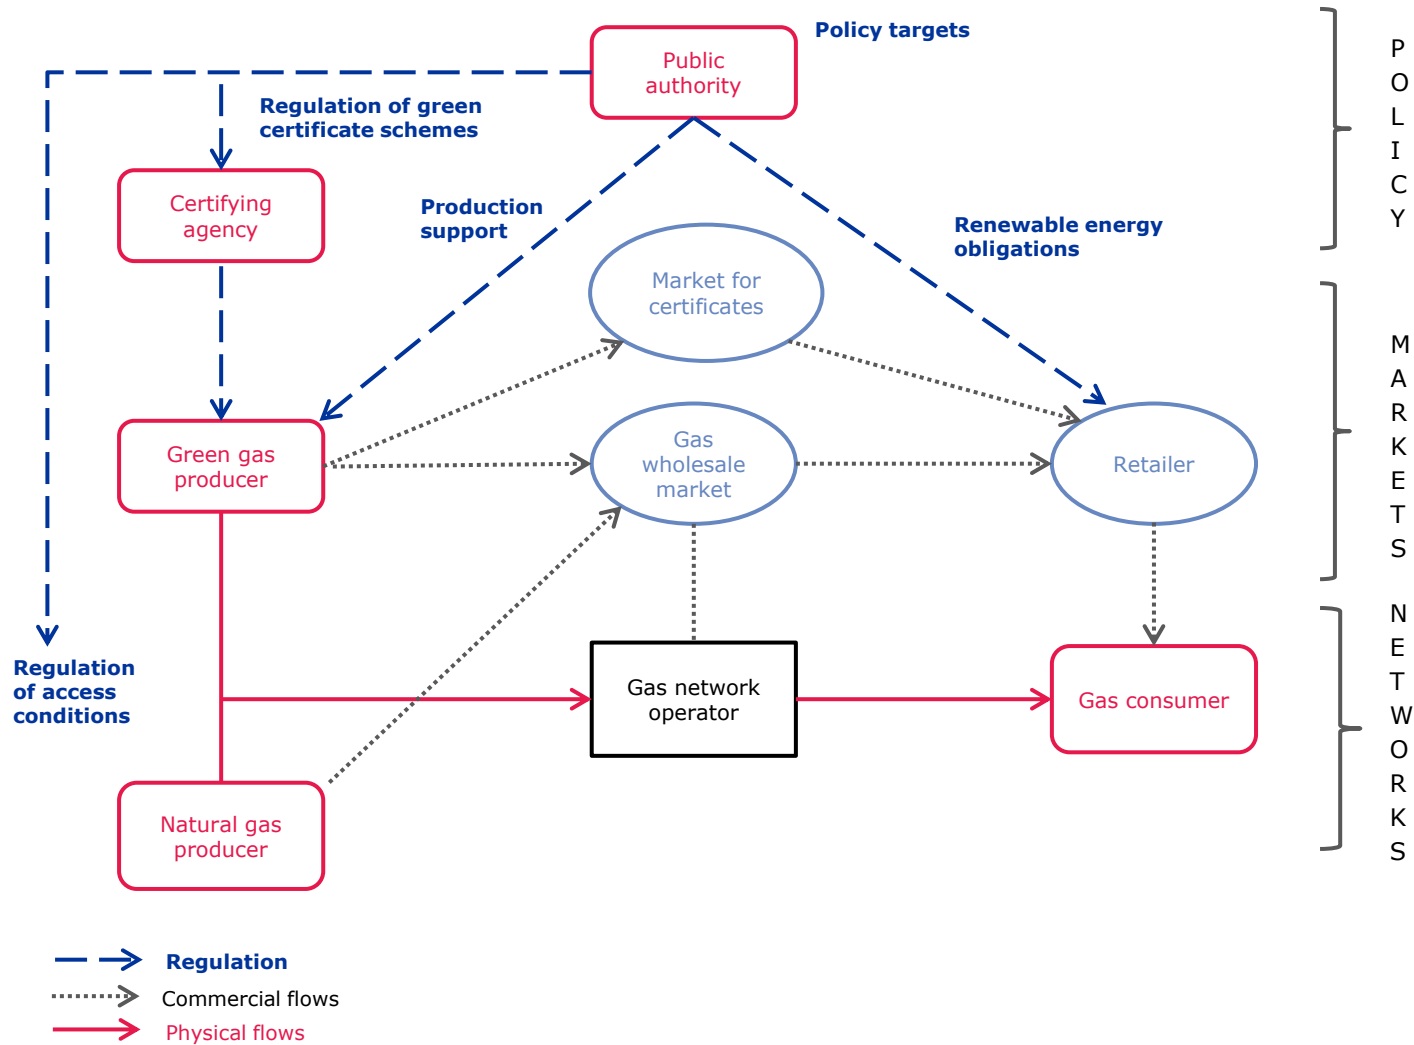 Policy targets
Public
authority
Regulation of green
certificate schemes
Certifying
agency
Production
support
Renewable energy
obligations
Market for
certificates
Green gas
producer
Gas
wholesale
market
Retailer
Regulation
of access
conditions
Gas network
operator
Gas consumer
Natural gas
producer
P
O
L
I
C
Y
M
A
R
K
E
T
S
N
E
T
W
O
R
K
S
Regulation
Commercial flows
Physical flows